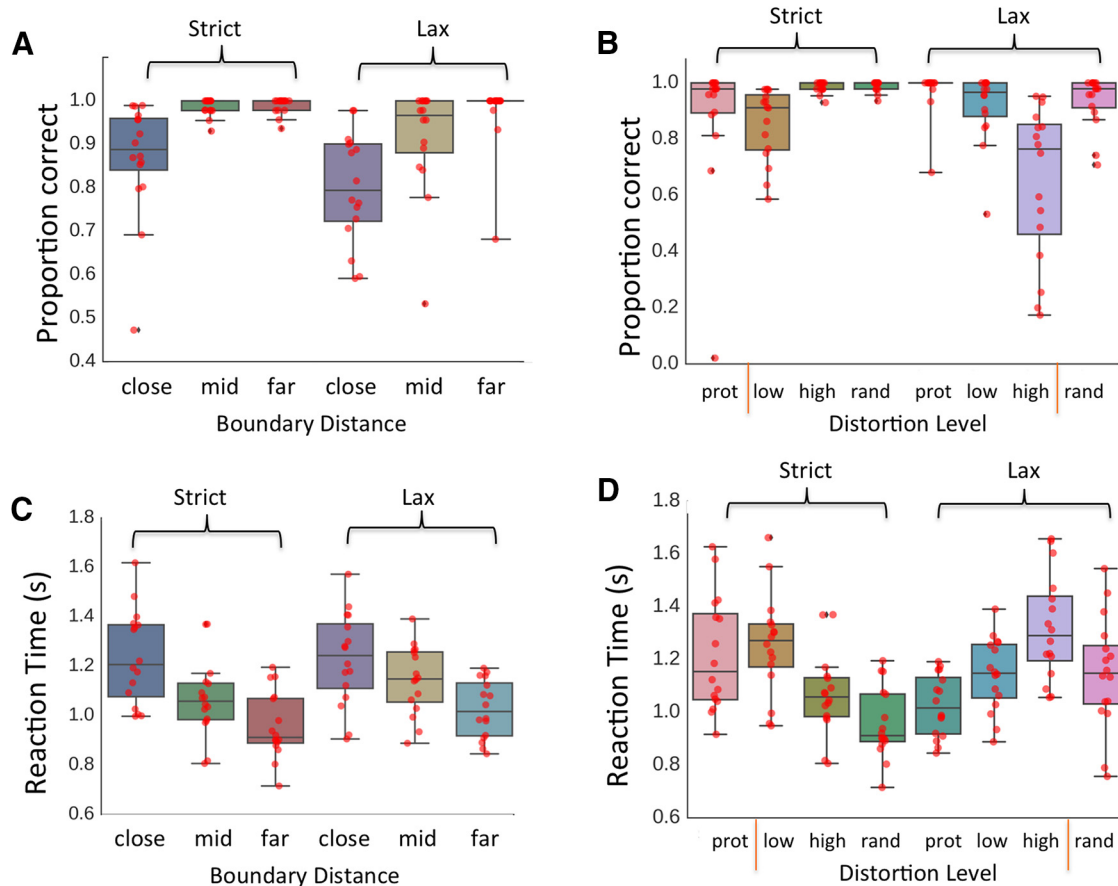 A
Strict
Lax
Proportion correct
1.0
0.9
0.8
0.7
0.6
0.5
0.4
close mid far close mid far
Boundary Distance
B
Strict
Lax
Proportion correct
1.0
0.8
0.6
0.4
0.2
0.0
prot low high rand prot low high rand
Distortion Level
C
Strict
Lax
Reaction Time (s)
1.8
1.6
1.4
1.2
1.0
0.8
0.6
close mid far close mid far
Boundary Distance
D
Strict
Lax
Reaction Time (s)
1.8
1.6
1.4
1.2
1.0
0.8
0.6
prot low high rand prot low high rand
Distortion Level